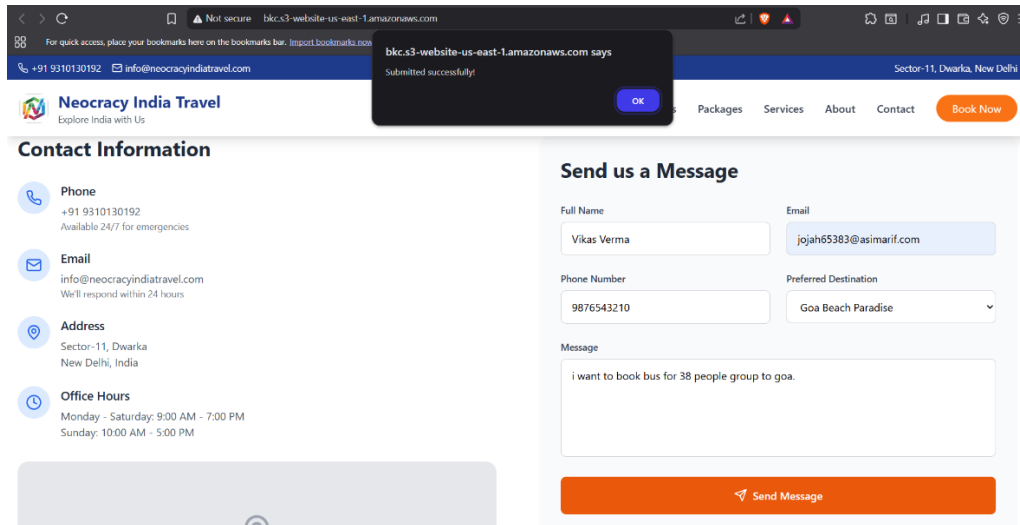 Not secure bkc.s3-website-us-east-1.amazonaws.com
For quick access, place your bookmarks here on the bookmarks bar. Import bookmarks now
bkc.s3-website-us-east-1.amazonaws.com says
Submitted successfully!
OK
+91 9310130192 info@neocracyindiatravel.com
Sector-11, Dwarka, New Delhi
Neocracy India Travel
Explore India with Us
Packages Services About Contact Book Now
Contact Information
Phone
+91 9310130192
Available 24/7 for emergencies
Email
info@neocracyindiatravel.com
We'll respond within 24 hours
Address
Sector-11, Dwarka
New Delhi, India
Office Hours
Monday - Saturday: 9:00 AM - 7:00 PM
Sunday: 10:00 AM - 5:00 PM
Send us a Message
Full Name Email
Vikas Verma jojah65383@asimarif.com
Phone Number Preferred Destination
9876543210 Goa Beach Paradise
Message
i want to book bus for 38 people group to goa.
Send Message